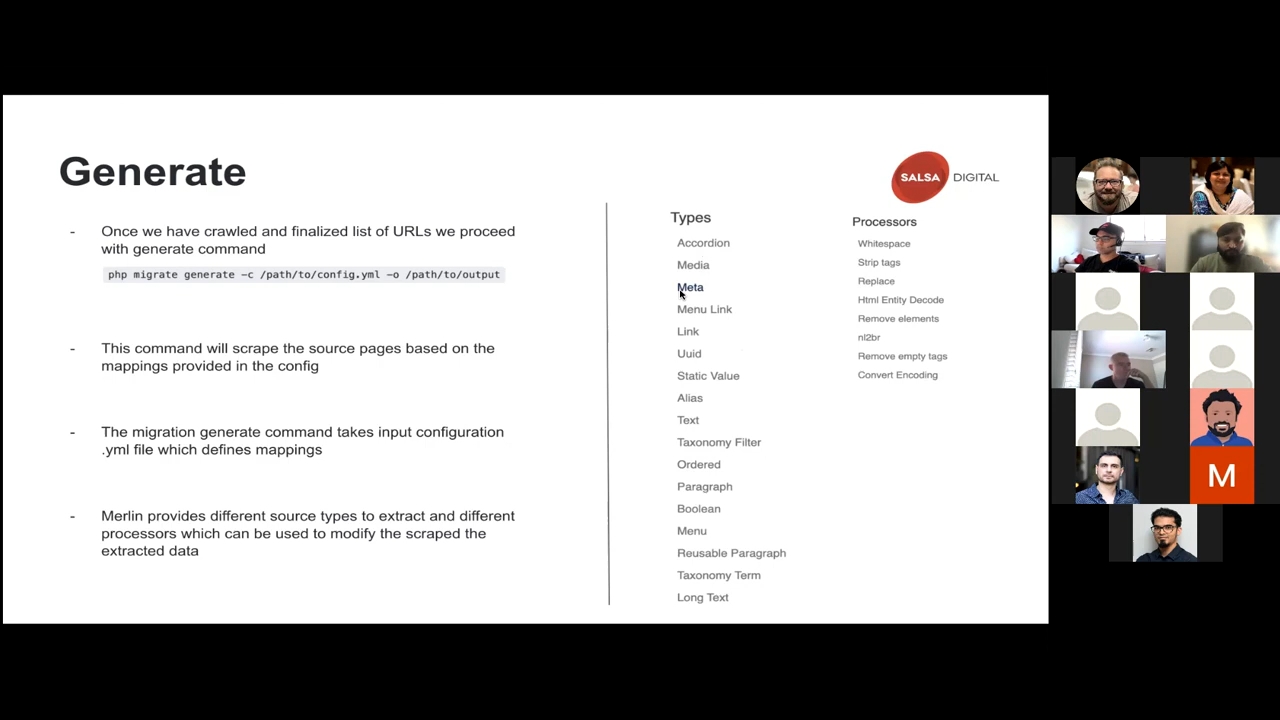 Generate
SALSA DIGITAL
- Once we have crawled and finalized list of URLs we proceed
with generate command
php migrate generate -c /path/to/config.yml -o /path/to/output
- This command will scrape the source pages based on the
mappings provided in the config
- The migration generate command takes input configuration
.yml file which defines mappings
- Merlin provides different source types to extract and different
processors which can be used to modify the scraped the
extracted data
Types
Accordion
Media
Meta
Menu Link
Link
Uuid
Static Value
Alias
Text
Taxonomy Filter
Ordered
Paragraph
Boolean
Menu
Reusable Paragraph
Taxonomy Term
Long Text
Processors
Whitespace
Strip tags
Replace
Html Entity Decode
Remove elements
nl2br
Remove empty tags
Convert Encoding
M